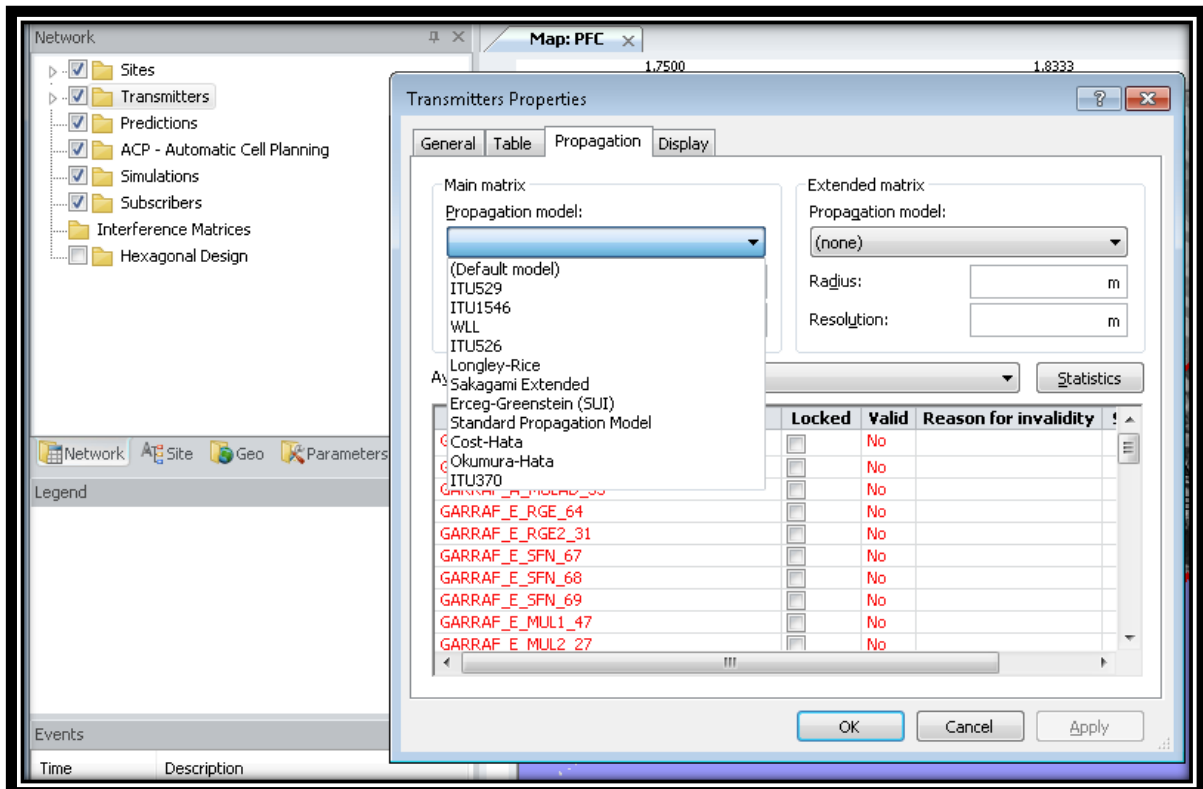 Network
Map: PFC
1.7500 1.8333
Sites
Transmitters
Predictions
ACP - Automatic Cell Planning
Simulations
Subscribers
Interference Matrices
Hexagonal Design
Network Site Geo Parameters
Legend
Events
Time Description
Transmitters Properties
General Table Propagation Display
Main matrix
Propagation model:
(Default model)
ITU529
ITU1546
WLL
ITU526
Longley-Rice
Sakagami Extended
Erceg-Greenstein (SUI)
Standard Propagation Model
Cost-Hata
Okumura-Hata
ITU370
Extended matrix
Propagation model:
(none)
Radius: m
Resolution: m
Statistics
Locked Valid Reason for invalidity
No
No
No
GARRAF_E_RGE_64 No
GARRAF_E_RGE2_31 No
GARRAF_E_SFN_67 No
GARRAF_E_SFN_68 No
GARRAF_E_SFN_69 No
GARRAF_E_MUL1_47 No
GARRAF_E_MUL2_27 No
OK Cancel Apply